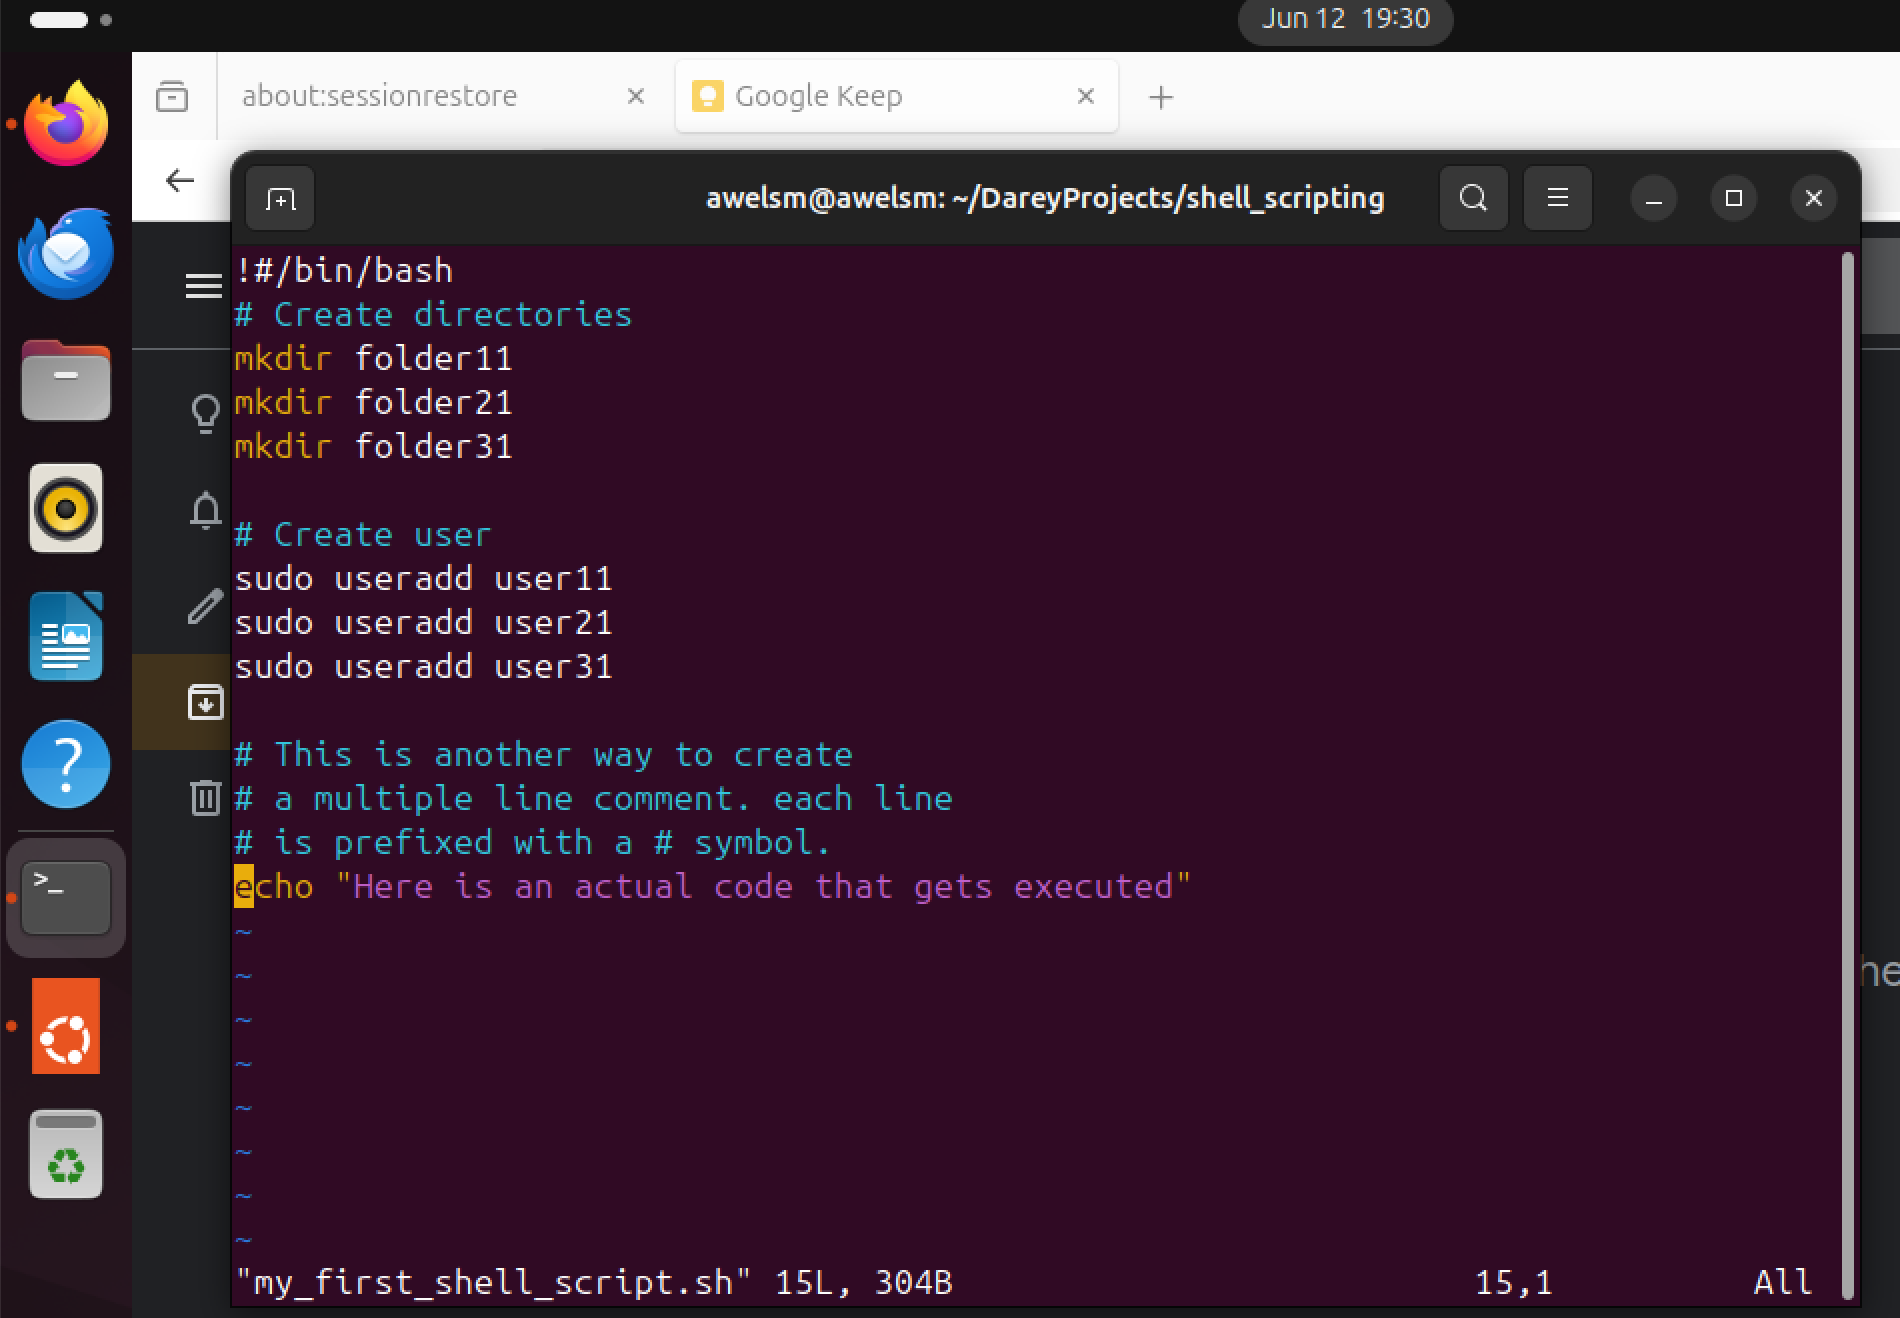 Jun 12 19:30
about:sessionrestore
Google Keep
awelsm@awelsm: ~/DareyProjects/shell_scripting
!#/bin/bash
# Create directories
mkdir folder11
mkdir folder21
mkdir folder31
# Create user
sudo useradd user11
sudo useradd user21
sudo useradd user31
# This is another way to create
# a multiple line comment. each line
# is prefixed with a # symbol.
echo "Here is an actual code that gets executed"
~
~
~
~
~
~
~
~
"my_first_shell_script.sh" 15L, 304B 15,1 All